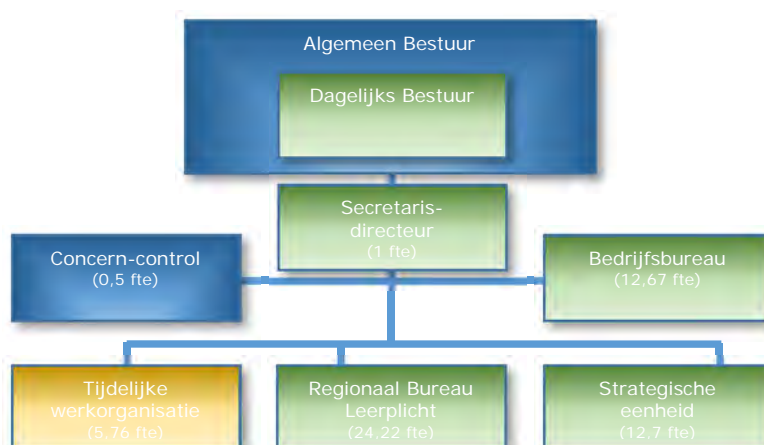 Algemeen Bestuur
Dagelijks Bestuur
Secretaris-
directeur
(1 fte)
Concern-control
(0,5 fte)
Bedrijfsbureau
(12,67 fte)
Tijdelijke
werkorganisatie
(5,76 fte)
Regionaal Bureau
Leerplicht
(24,22 fte)
Strategische
eenheid
(12,7 fte)